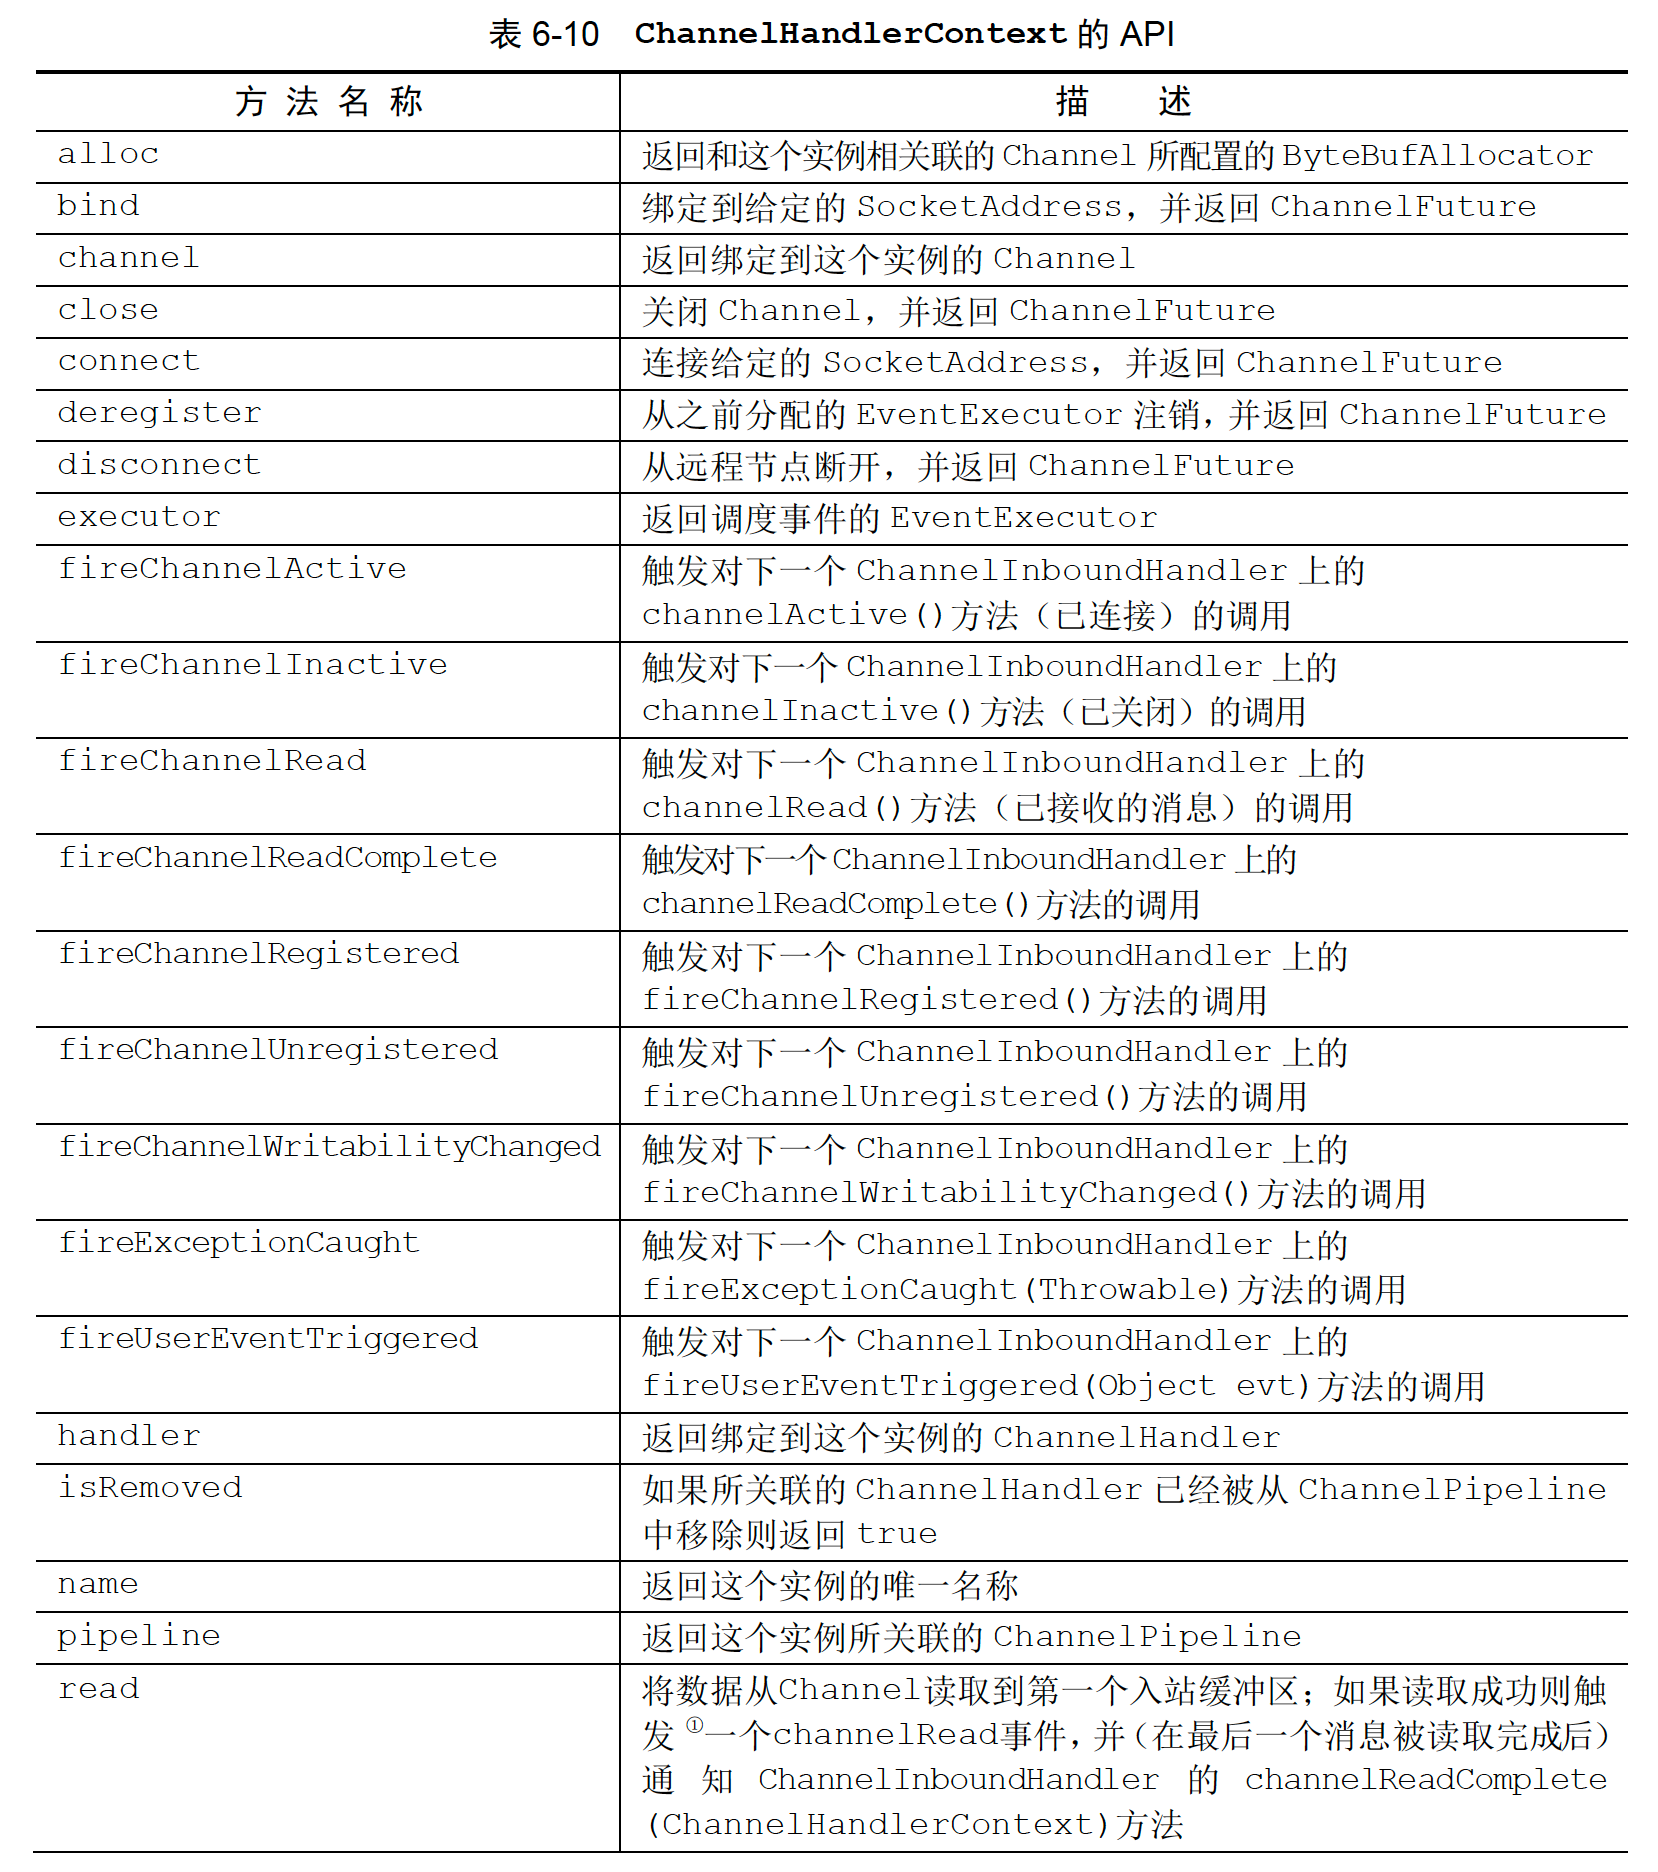 表 6-10 ChannelHandlerContext 的 API
方 法 名 称 描 述
alloc 返回和这个实例相关联的 Channel 所配置的 ByteBufAllocator
bind 绑定到给定的 SocketAddress，并返回 ChannelFuture
channel 返回绑定到这个实例的 Channel
close 关闭 Channel，并返回 ChannelFuture
connect 连接给定的 SocketAddress，并返回 ChannelFuture
deregister 从之前分配的 EventExecutor 注销，并返回 ChannelFuture
disconnect 从远程节点断开，并返回 ChannelFuture
executor 返回调度事件的 EventExecutor
fireChannelActive 触发对下一个 ChannelInboundHandler 上的
channelActive()方法（已连接）的调用
fireChannelInactive 触发对下一个 ChannelInboundHandler 上的
channelInactive()方法（已关闭）的调用
fireChannelRead 触发对下一个 ChannelInboundHandler 上的
channelRead()方法（已接收的消息）的调用
fireChannelReadComplete 触发对下一个 ChannelInboundHandler 上的
channelReadComplete()方法的调用
fireChannelRegistered 触发对下一个 ChannelInboundHandler 上的
fireChannelRegistered()方法的调用
fireChannelUnregistered 触发对下一个 ChannelInboundHandler 上的
fireChannelUnregistered()方法的调用
fireChannelWritabilityChanged 触发对下一个 ChannelInboundHandler 上的
fireChannelWritabilityChanged()方法的调用
fireExceptionCaught 触发对下一个 ChannelInboundHandler 上的
fireExceptionCaught(Throwable)方法的调用
fireUserEventTriggered 触发对下一个 ChannelInboundHandler 上的
fireUserEventTriggered(Object evt)方法的调用
handler 返回绑定到这个实例的 ChannelHandler
isRemoved 如果所关联的 ChannelHandler 已经被从 ChannelPipeline
中移除则返回 true
name 返回这个实例的唯一名称
pipeline 返回这个实例所关联的 ChannelPipeline
read 将数据从Channel读取到第一个入站缓冲区；如果读取成功则触
发①一个channelRead事件，并（在最后一个消息被读取完成后）
通 知 ChannelInboundHandler 的 channelReadComplete
(ChannelHandlerContext)方法